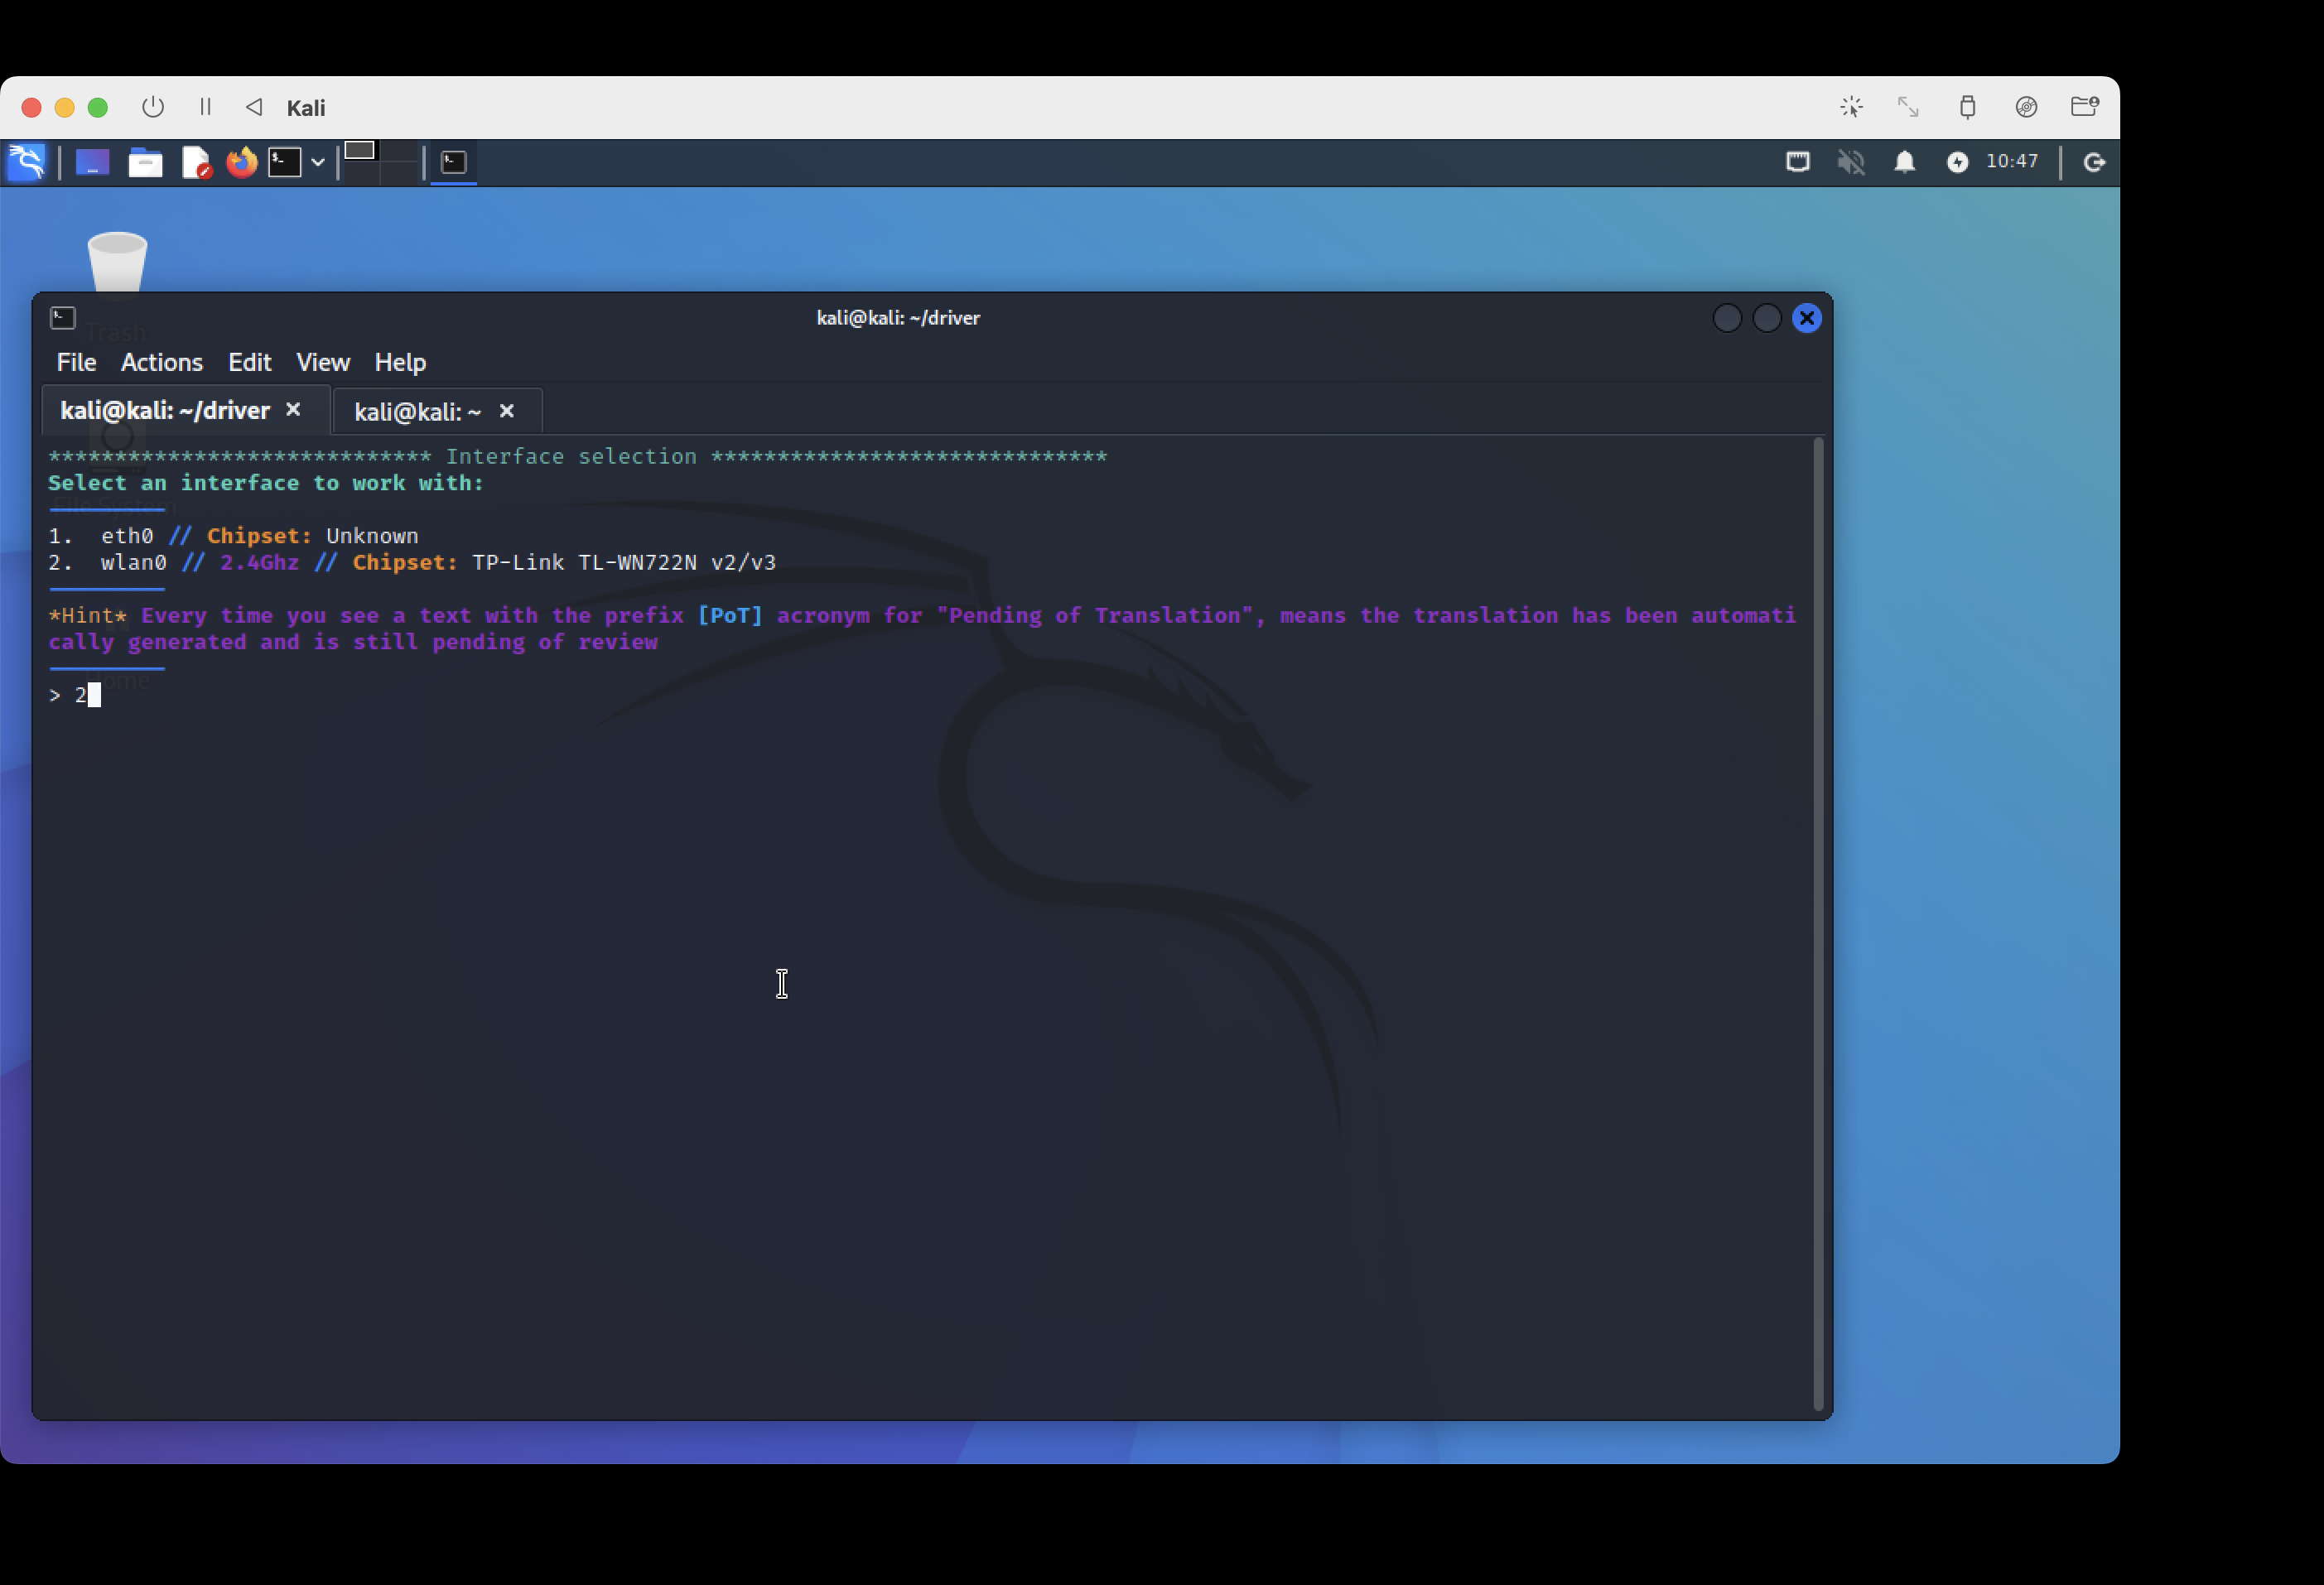 Kali
10:47
Trash
kali@kali: ~/driver
File Actions Edit View Help
kali@kali: ~/driver × kali@kali: ~ ×
***************************** Interface selection ******************************
Select an interface to work with:
File System
1. eth0 // Chipset: Unknown
2. wlan0 // 2.4Ghz // Chipset: TP-Link TL-WN722N v2/v3
*Hint* Every time you see a text with the prefix [PoT] acronym for "Pending of Translation", means the translation has been automati
cally generated and is still pending of review
Home
> 2